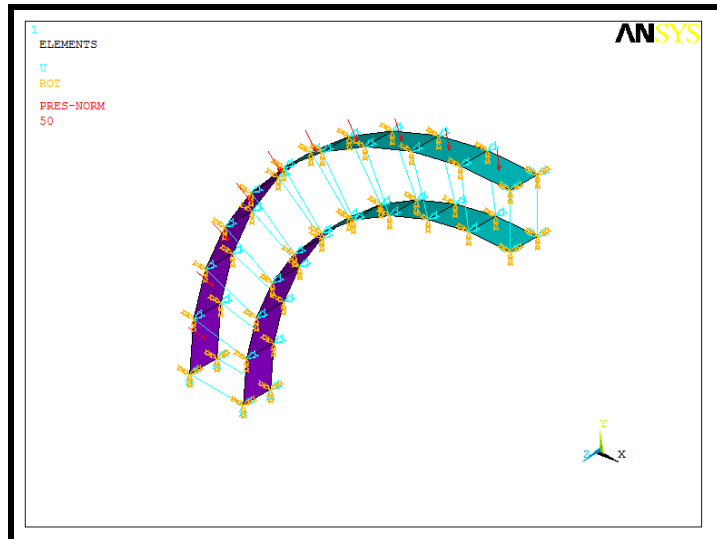 1
ELEMENTS
ANSYS
U
ROT
PRES-NORM
50
Y
Z X